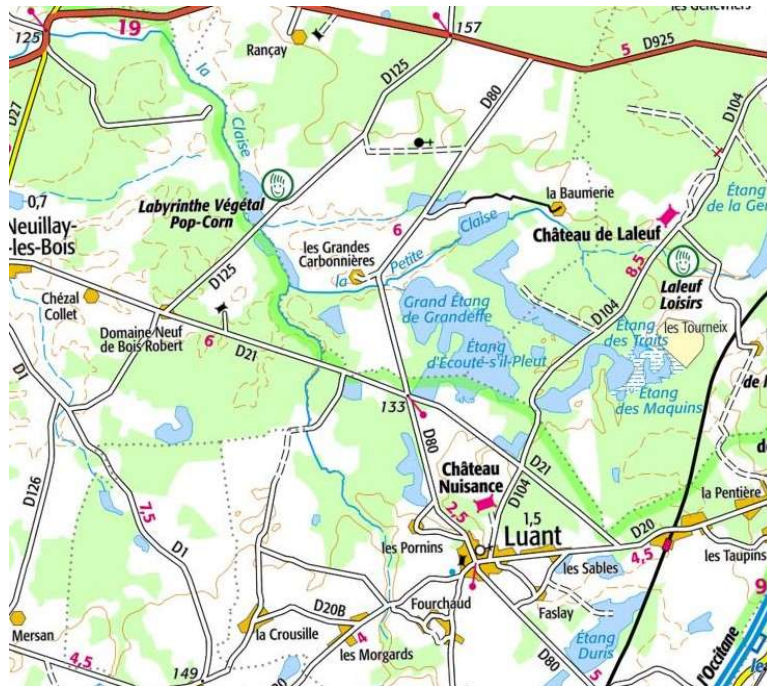 les Genevriers
125
19
la
Claise
Rançay
157
5
D925
D125
D80
D104
D27
0,7
Neuillay-
les-Bois
Labyrinthe Végétal
Pop-Corn
la Baumerie
Étang
de la Ge
6
Château de Laleuf
les Grandes
Carbonnières
la Petite Claise
8,5
Laleuf
Loisirs
Chézal
Collet
D125
Grand Étang
de Grandeffe
D104
Étang
des Traits
les Tourneix
Domaine Neuf
de Bois Robert
6
D21
Étang
d'Écoute-s'il-Pleut
Étang
des Maquins
D1
133
D80
D21
D126
Château
Nuisance
D104
la Pentière
7,5
2,5
1,5
Luant
D20
D1
les Pornins
4,5
les Taupins
les Sables
9
D20B
Fourchaud
Faslay
Mersan
la Crousille
4
les Morgards
Étang
Duris
l'Occitane
4,5
149
D80
5